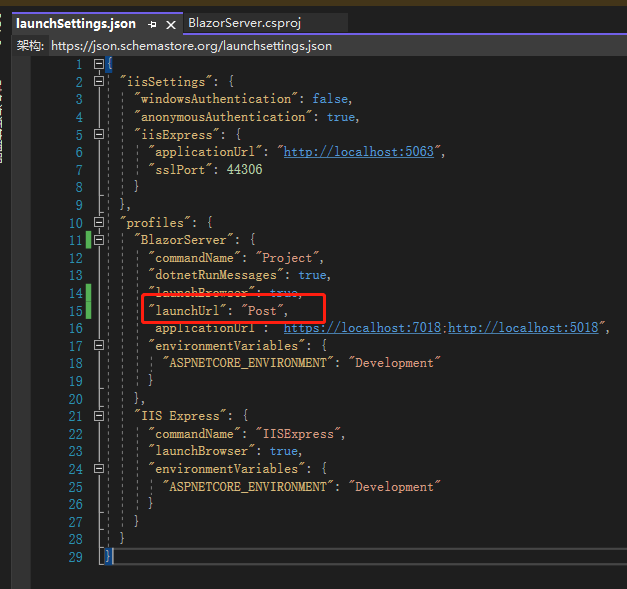 launchSettings.json
BlazorServer.csproj
架构: https://json.schemastore.org/launchsettings.json
1 {
2 "iisSettings": {
3 "windowsAuthentication": false,
4 "anonymousAuthentication": true,
5 "iisExpress": {
6 "applicationUrl": "http://localhost:5063",
7 "sslPort": 44306
8 }
9 },
10 "profiles": {
11 "BlazorServer": {
12 "commandName": "Project",
13 "dotnetRunMessages": true,
14 "launchBrowser": true,
15 "launchUrl": "Post",
16 "applicationUrl": "https://localhost:7018;http://localhost:5018",
17 "environmentVariables": {
18 "ASPNETCORE_ENVIRONMENT": "Development"
19 }
20 },
21 "IIS Express": {
22 "commandName": "IISExpress",
23 "launchBrowser": true,
24 "environmentVariables": {
25 "ASPNETCORE_ENVIRONMENT": "Development"
26 }
27 }
28 }
29 }